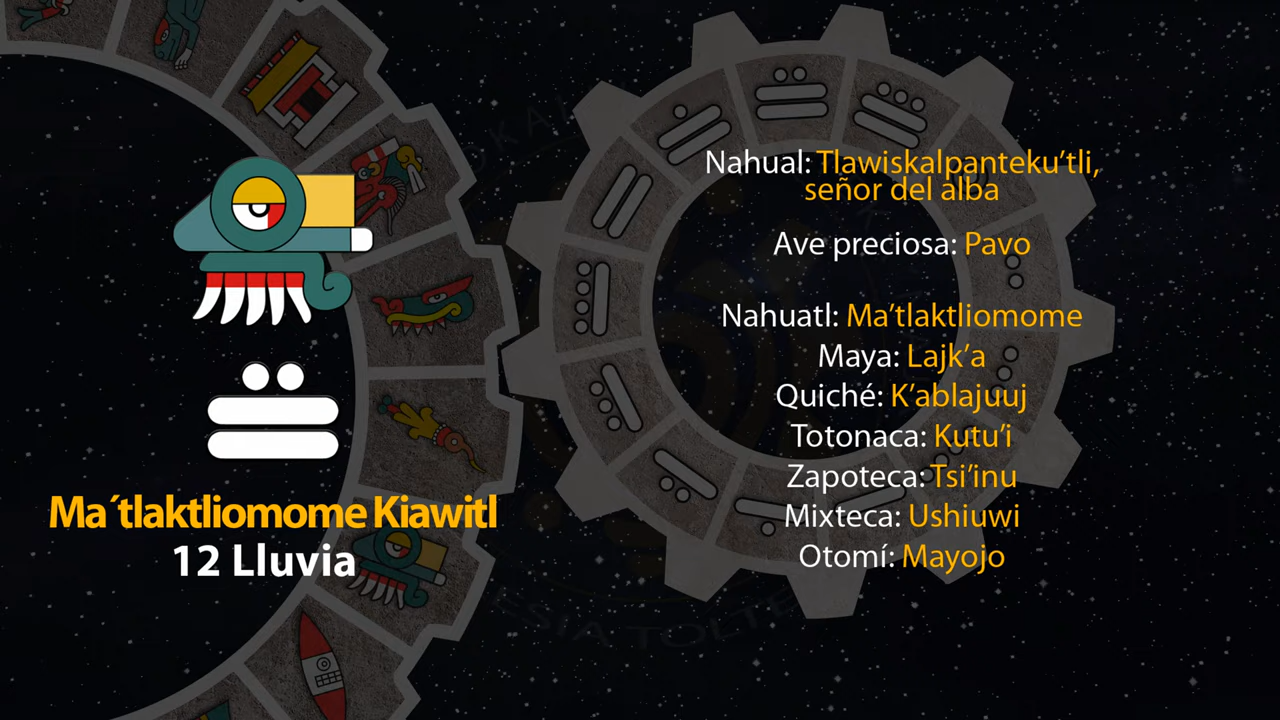 Ma´tlaktliomome Kiawitl
12 Lluvia
Nahual: Tlawiskalpanteku’tli,
señor del alba
Ave preciosa: Pavo
Nahuatl: Ma’tlaktliomome
Maya: Lajk’a
Quiché: K’ablajuuj
Totonaca: Kutu’i
Zapoteca: Tsi’inu
Mixteca: Ushiuwi
Otomí: Mayojo